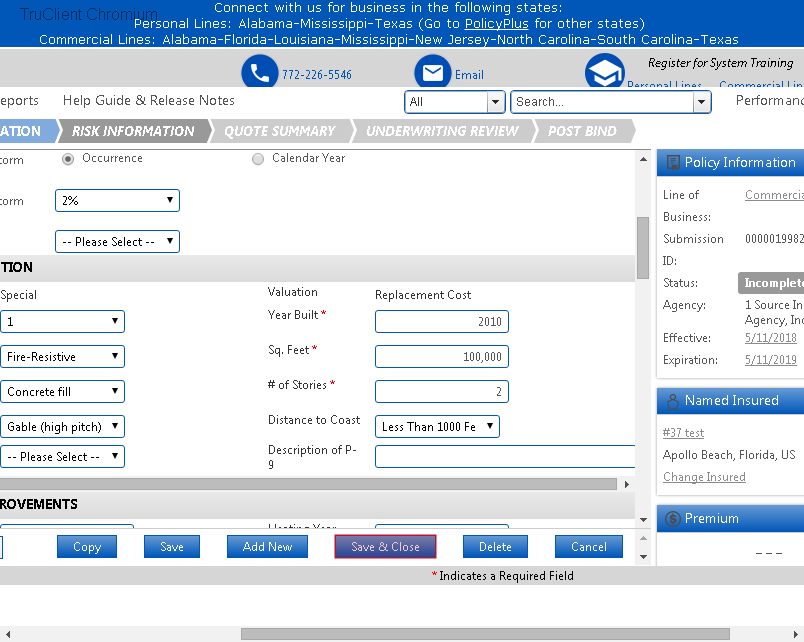 TruClient Chromium
Connect with us for business in the following states:
Personal Lines: Alabama-Mississippi-Texas (Go to PolicyPlus for other states)
Commercial Lines: Alabama-Florida-Louisiana-Mississippi-New Jersey-North Carolina-South Carolina-Texas
772-226-5546
Email
Register for System Training
Personal Lines
Commercial Lin
eports
Help Guide & Release Notes
All
Search...
Performanc
ATION
RISK INFORMATION
QUOTE SUMMARY
UNDERWRITING REVIEW
POST BIND
torm
Occurrence
Calendar Year
torm
2%
-- Please Select --
TION
Special
Valuation
Replacement Cost
1
Year Built *
2010
Fire-Resistive
Sq. Feet *
100,000
Concrete fill
# of Stories *
2
Gable (high pitch)
Distance to Coast
Less Than 1000 Fe
-- Please Select --
Description of P-
9
ROVEMENTS
Heating Year
Copy
Save
Add New
Save & Close
Delete
Cancel
* Indicates a Required Field
Policy Information
Line of
Business:
Commercia
Submission
ID:
0000019982
Status:
Incomplete
Agency:
1 Source In
Agency, Inc
Effective:
5/11/2018
Expiration:
5/11/2019
Named Insured
#37 test
Apollo Beach, Florida, US
Change Insured
Premium
_ _ _